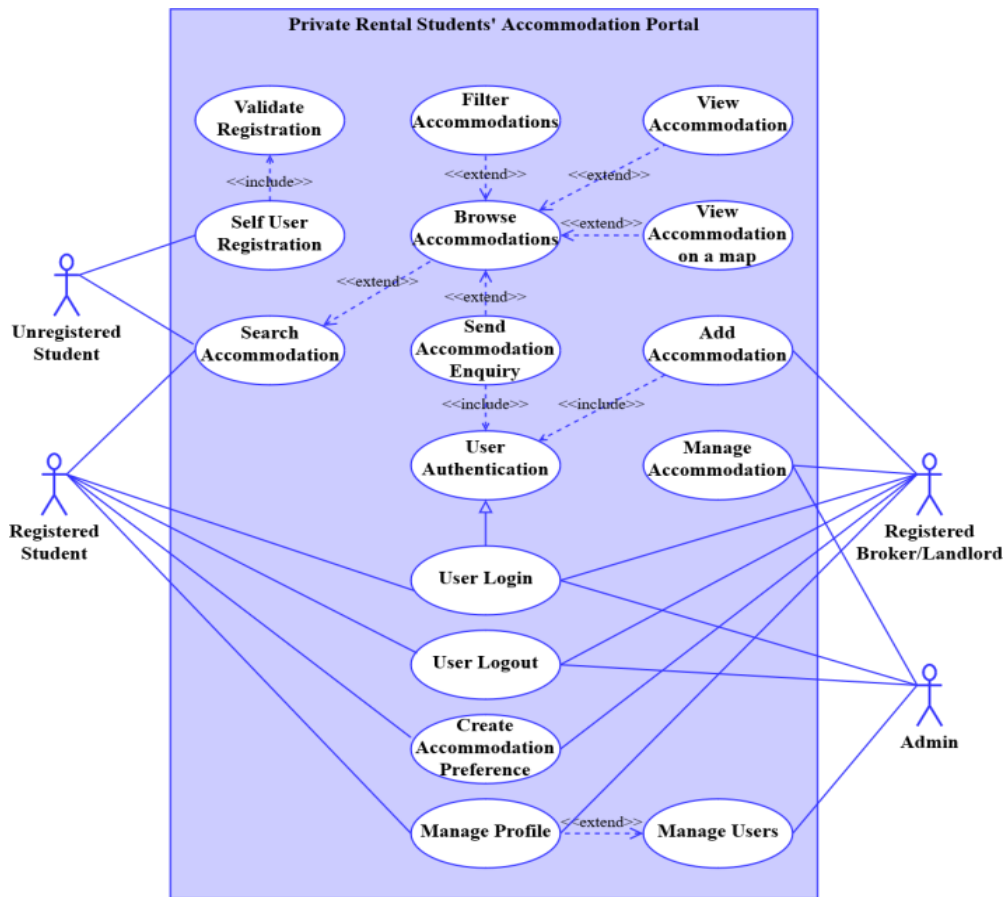 Private Rental Students' Accommodation Portal
Validate
Registration
Filter
Accommodations
View
Accommodation
<<include>>
<<extend>>
<<extend>>
Self User
Registration
Browse
Accommodations
<<extend>>
View
Accommodation
on a map
Unregistered
Student
<<extend>>
<<extend>>
Search
Accommodation
Send
Accommodation
Enquiry
Add
Accommodation
<<include>>
<<include>>
User
Authentication
Manage
Accommodation
Registered
Student
Registered
Broker/Landlord
User Login
User Logout
Create
Accommodation
Preference
Admin
Manage Profile
<<extend>>
Manage Users